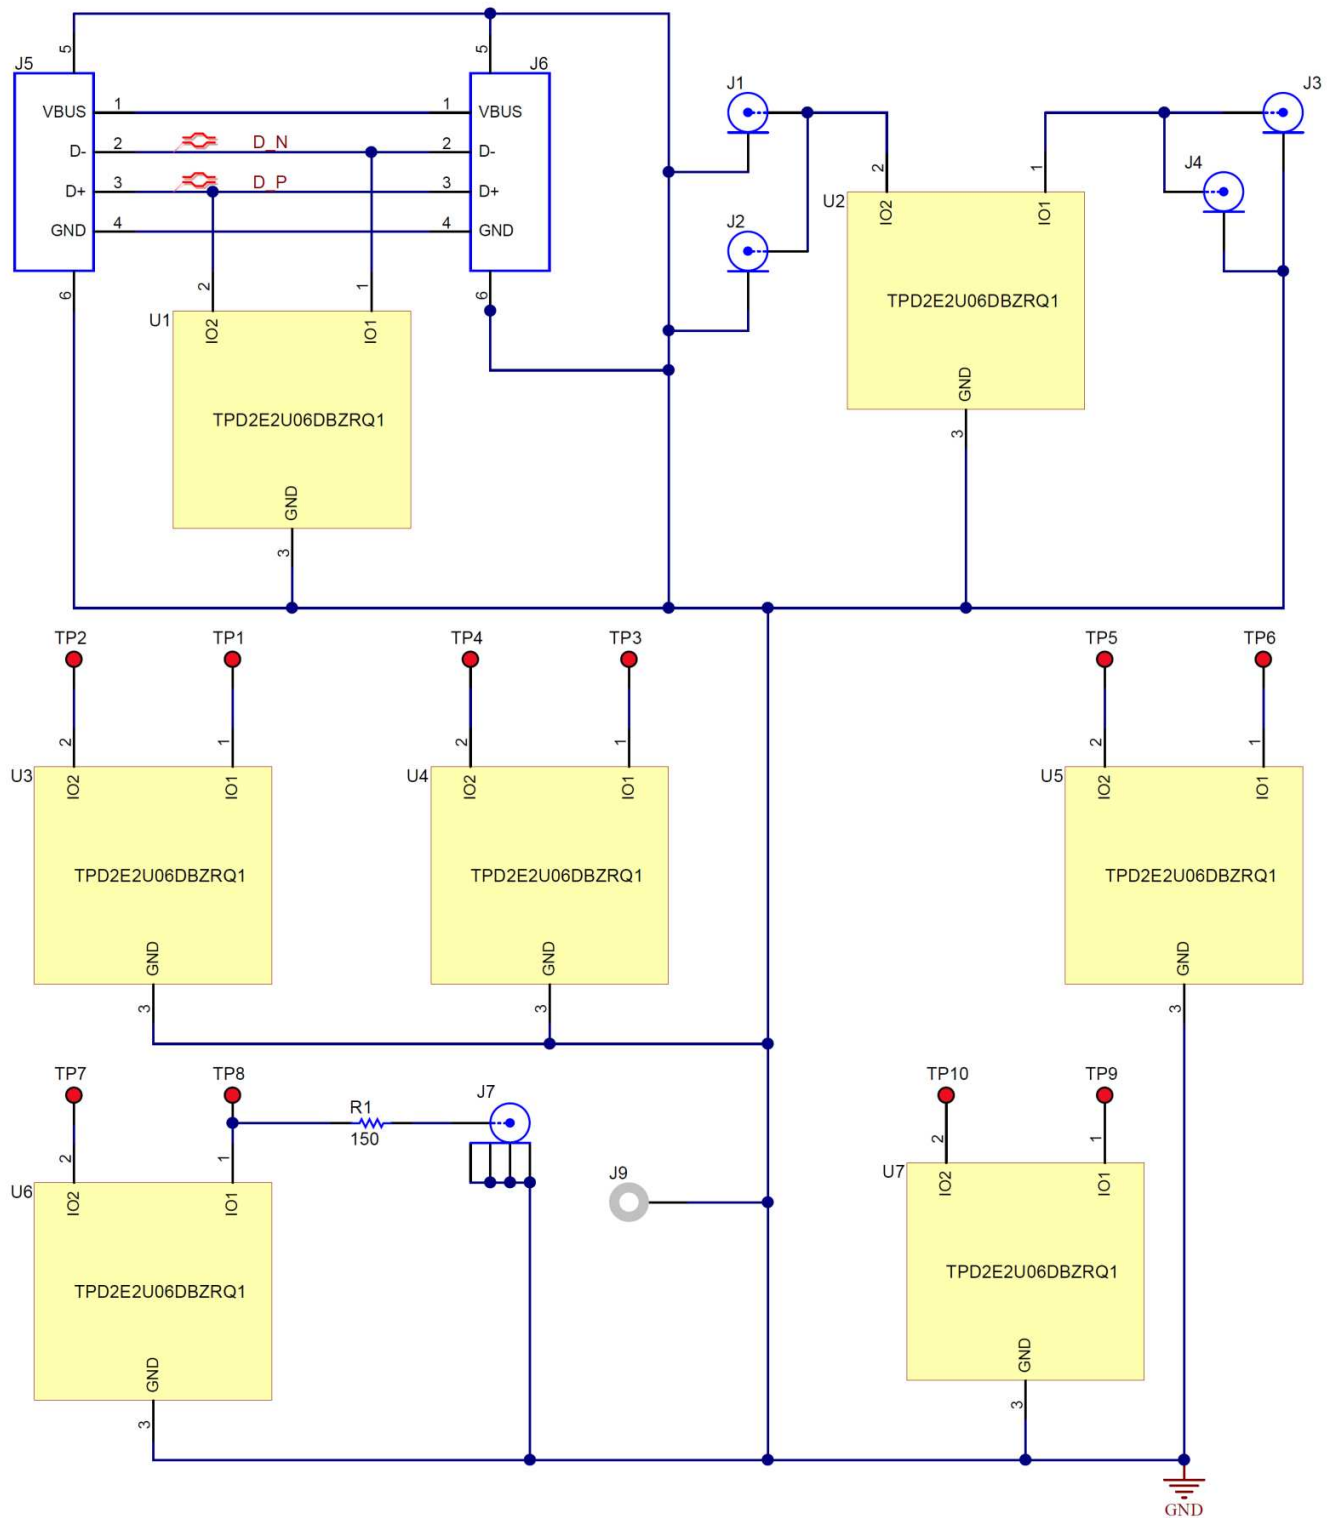 5
5
J5
J6
J1
J3
VBUS 1 1 VBUS
D- 2 D_N 2 D-
D+ 3 D_P 3 D+
GND 4 4 GND
J4
J2
2
1
U2
IO2
IO1
6
6
2
1
U1
IO2
IO1
TPD2E2U06DBZRQ1
GND
3
TPD2E2U06DBZRQ1
GND
3
TP2
TP1
TP4
TP3
TP5
TP6
2
1
2
1
2
1
U3
IO2
IO1
U4
IO2
IO1
U5
IO2
IO1
TPD2E2U06DBZRQ1
TPD2E2U06DBZRQ1
TPD2E2U06DBZRQ1
GND
GND
GND
3
3
3
TP7
TP8
R1
150
J7
TP10
TP9
2
1
2
1
U6
IO2
IO1
J9
U7
IO2
IO1
TPD2E2U06DBZRQ1
TPD2E2U06DBZRQ1
GND
GND
3
3
GND